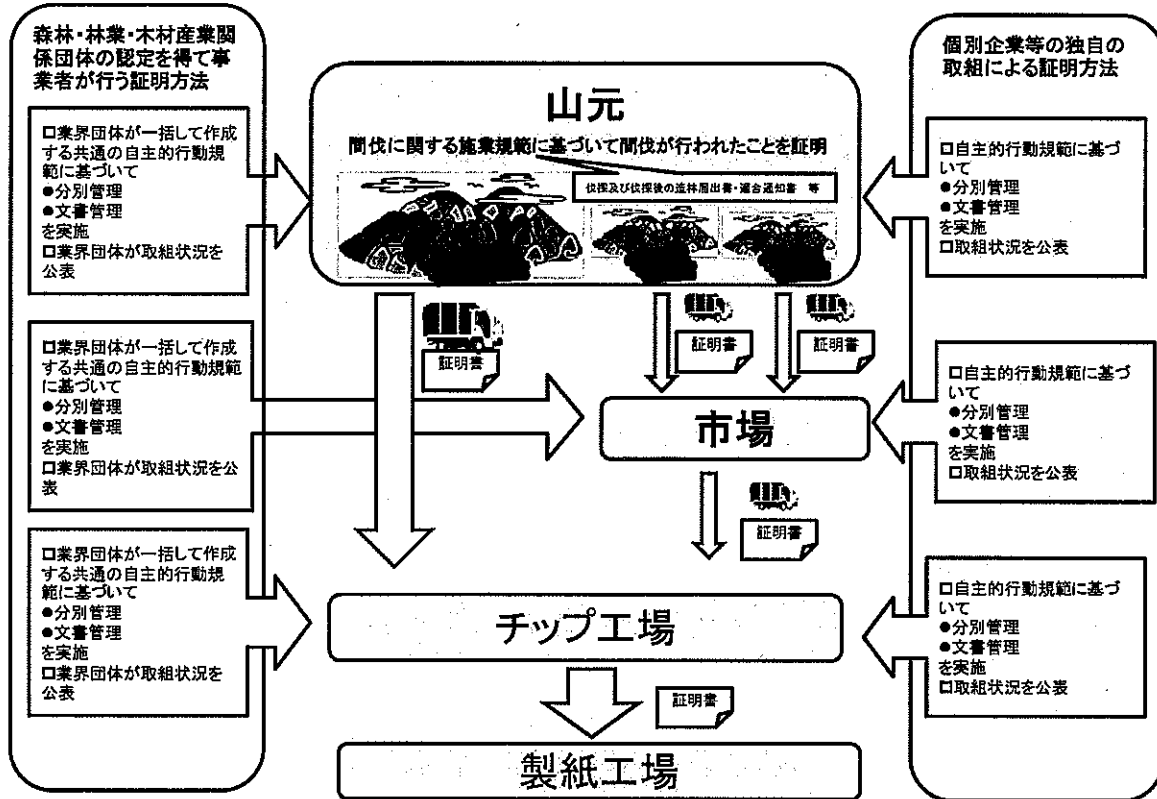 森林・林業・木材産業関
係団体の認定を得て事
業者が行う証明方法
□業界団体が一括して作成
する共通の自主的行動規
範に基づいて
●分別管理
●文書管理
を実施
□業界団体が取組状況を
公表
□業界団体が一括して作成
する共通の自主的行動規範
に基づいて
●分別管理
●文書管理
を実施
□業界団体が取組状況を公
表
□業界団体が一括して作成
する共通の自主的行動規
範に基づいて
●分別管理
●文書管理
を実施
□業界団体が取組状況を
公表
山元
間伐に関する施業規範に基づいて間伐が行われたことを証明
伐採及び伐採後の造林届出書・適合通知書 等
証明書
証明書
証明書
市場
証明書
チップ工場
証明書
製紙工場
個別企業等の独自の
取組による証明方法
□自主的行動規範に基づ
いて
●分別管理
●文書管理
を実施
□取組状況を公表
□自主的行動規範に基づ
いて
●分別管理
●文書管理
を実施
□取組状況を公表
□自主的行動規範に基づ
いて
●分別管理
●文書管理
を実施
□取組状況を公表